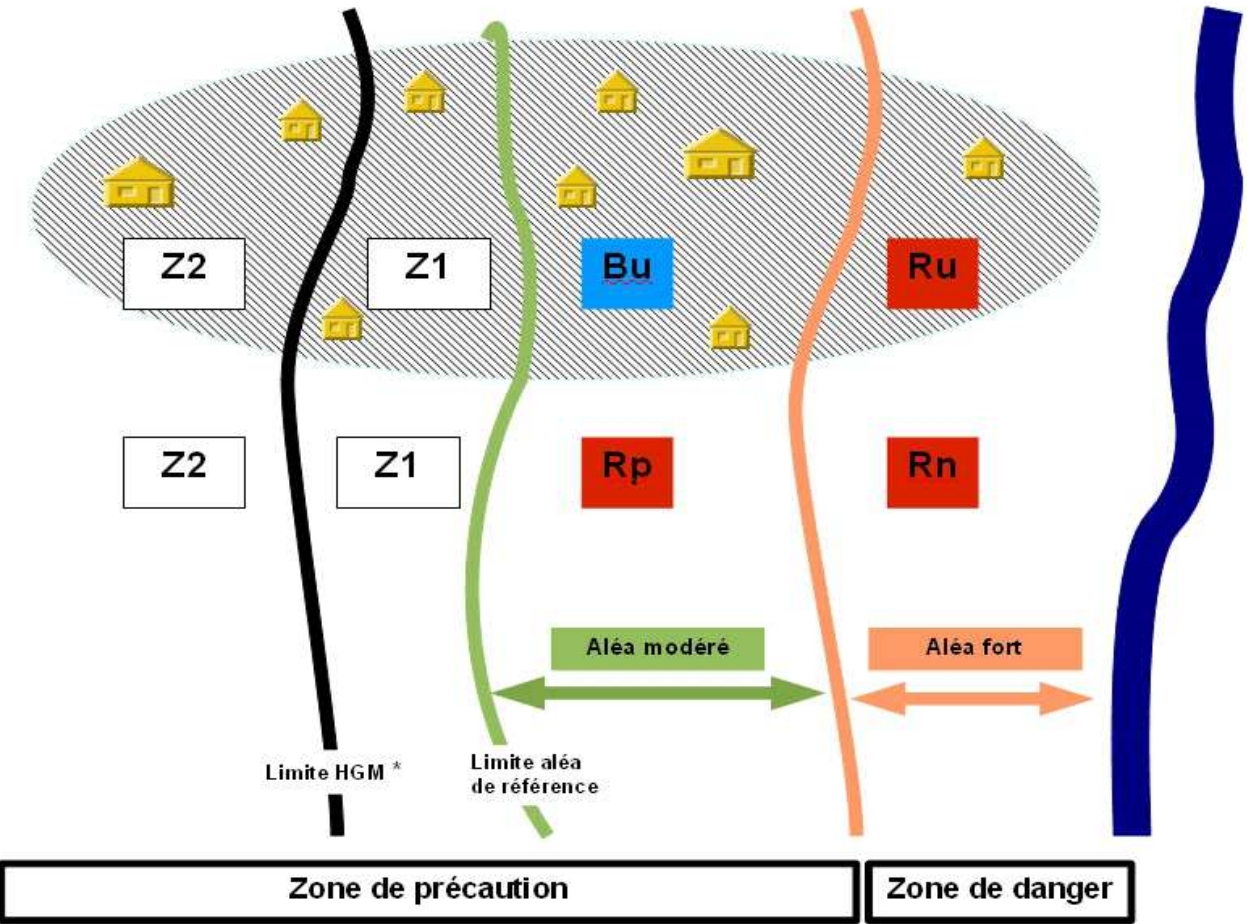 Z2
Z1
Bu
Ru
Z2
Z1
Rp
Rn
Aléa modéré
Aléa fort
Limite HGM *
Limite aléa
de référence
Zone de précaution
Zone de danger